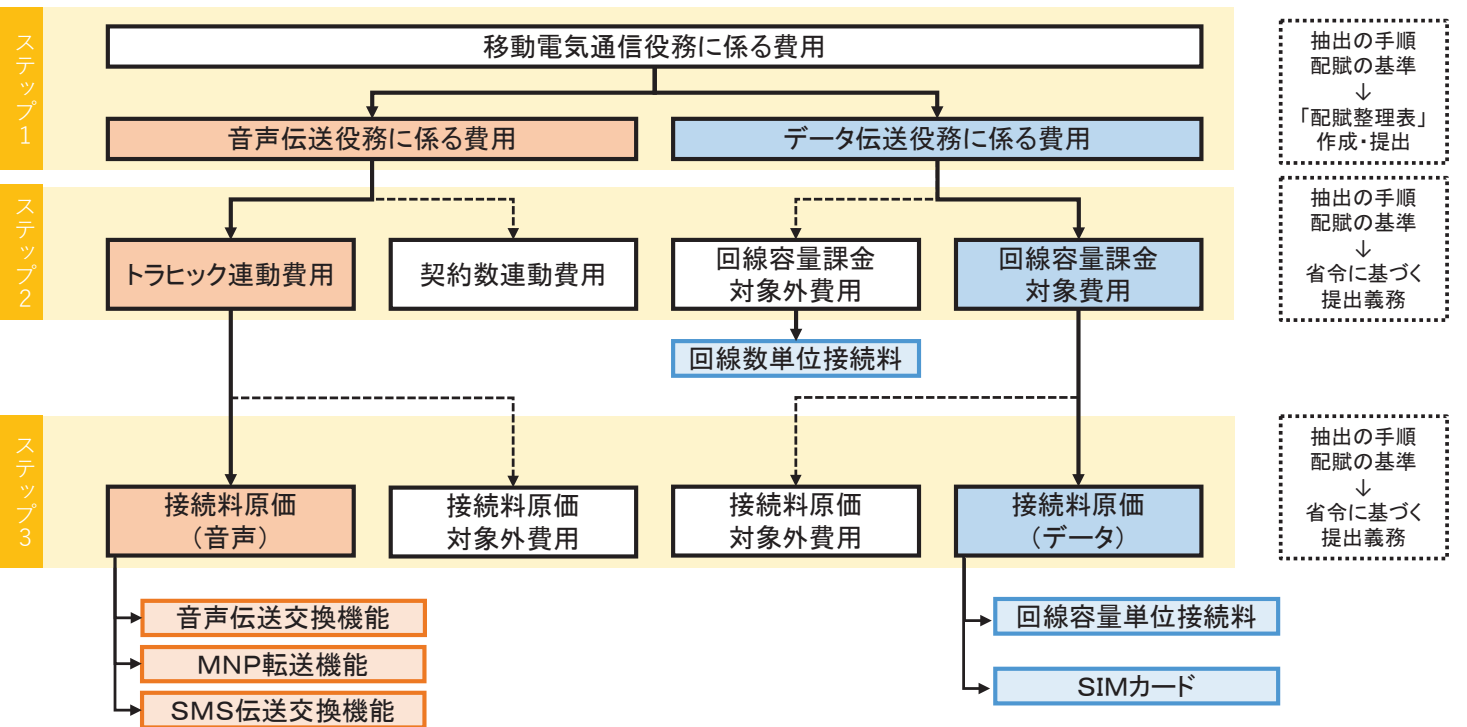 ステップ1
移動電気通信役務に係る費用
音声伝送役務に係る費用
データ伝送役務に係る費用
抽出の手順
配賦の基準
↓
「配賦整理表」
作成・提出
ステップ2
トラヒック連動費用
契約数連動費用
回線容量課金
対象外費用
回線容量課金
対象費用
回線数単位接続料
抽出の手順
配賦の基準
↓
省令に基づく
提出義務
ステップ3
接続料原価
（音声）
接続料原価
対象外費用
接続料原価
対象外費用
接続料原価
（データ）
抽出の手順
配賦の基準
↓
省令に基づく
提出義務
音声伝送交換機能
MNP転送機能
SMS伝送交換機能
回線容量単位接続料
SIMカード